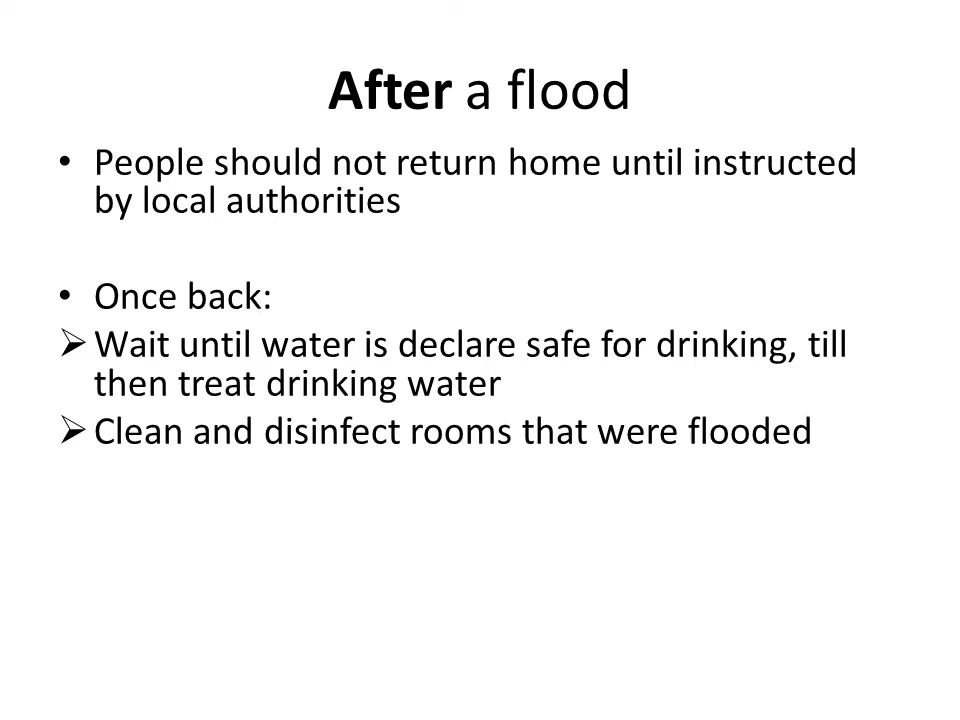 After a flood
• People should not return home until instructed
by local authorities
• Once back:
➢ Wait until water is declare safe for drinking, till
then treat drinking water
➢ Clean and disinfect rooms that were flooded